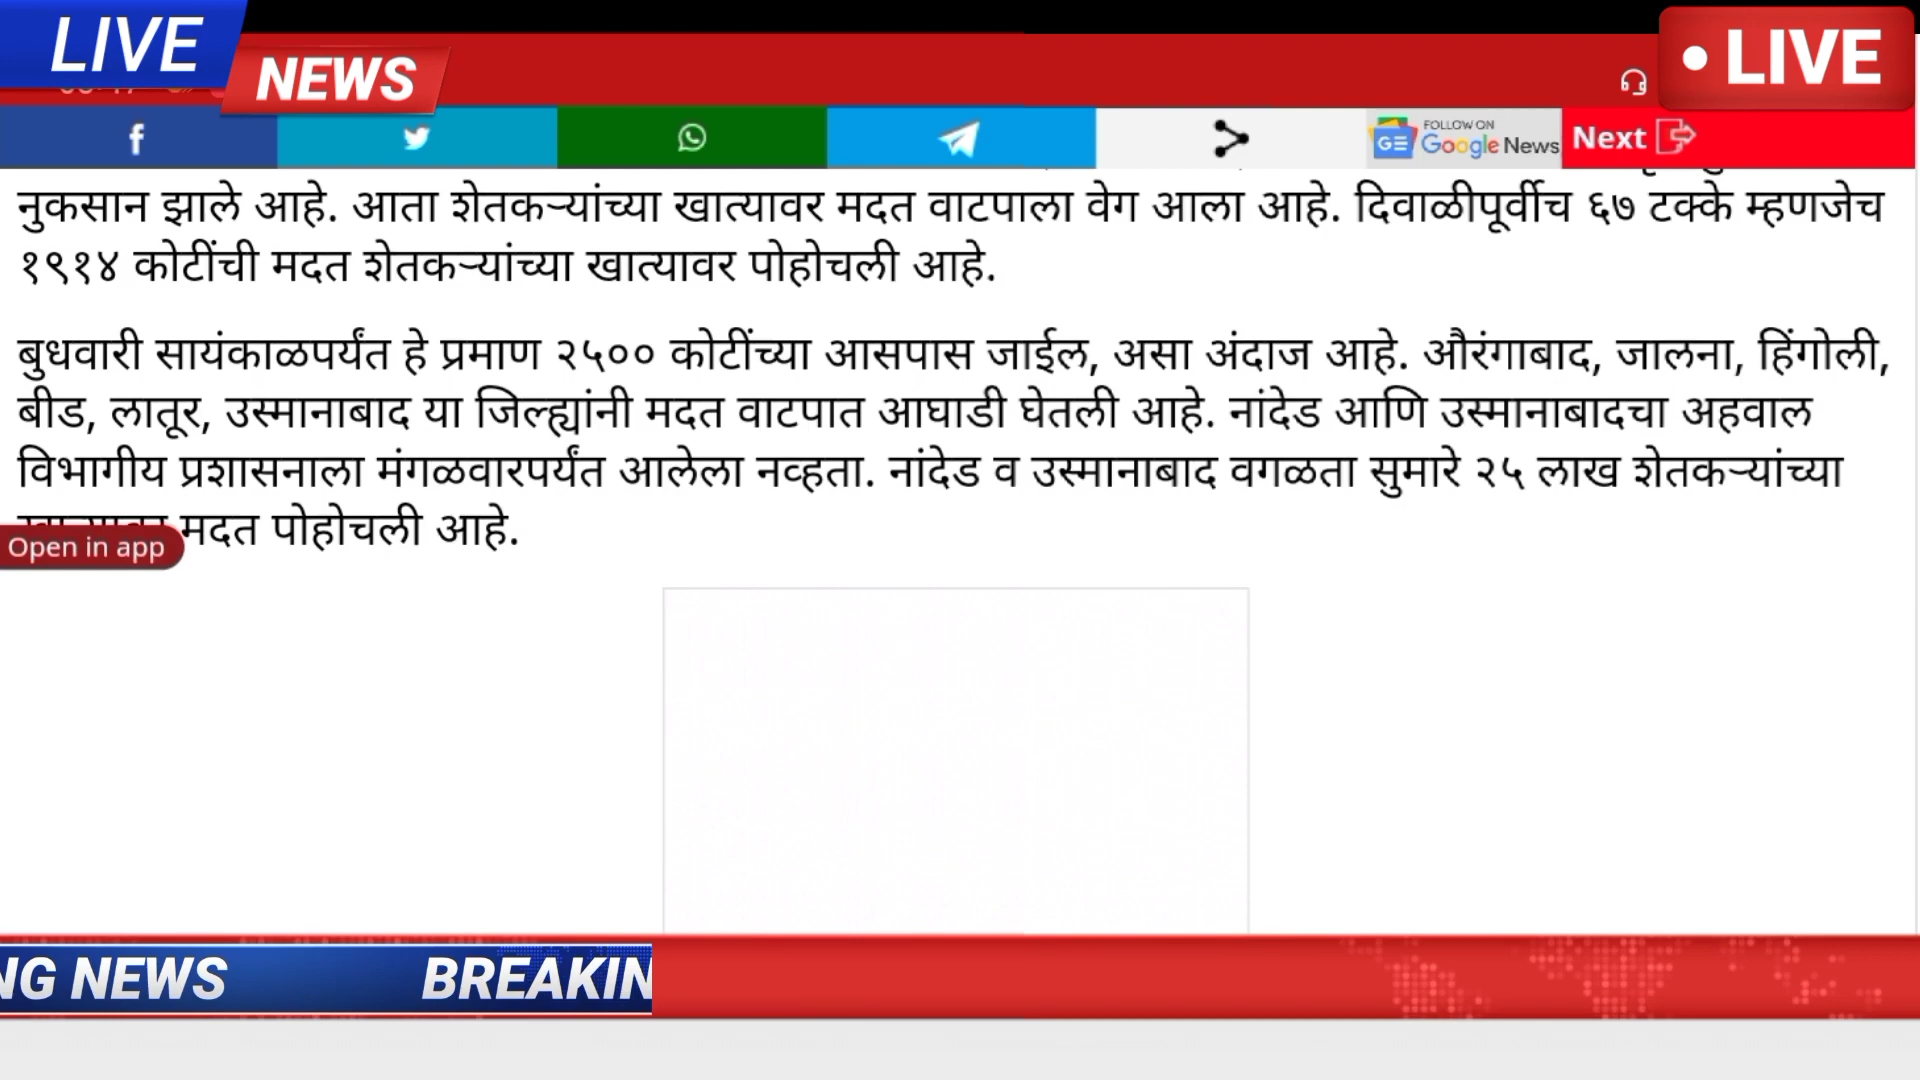 LIVE
NEWS
LIVE
FOLLOW ON
Google News
GE
Next
नुकसान झाले आहे. आता शेतकऱ्यांच्या खात्यावर मदत वाटपाला वेग आला आहे. दिवाळीपूर्वीच ६७ टक्के म्हणजेच
१९१४ कोटींची मदत शेतकऱ्यांच्या खात्यावर पोहोचली आहे.
बुधवारी सायंकाळपर्यंत हे प्रमाण २५०० कोटींच्या आसपास जाईल, असा अंदाज आहे. औरंगाबाद, जालना, हिंगोली,
बीड, लातूर, उस्मानाबाद या जिल्ह्यांनी मदत वाटपात आघाडी घेतली आहे. नांदेड आणि उस्मानाबादचा अहवाल
विभागीय प्रशासनाला मंगळवारपर्यंत आलेला नव्हता. नांदेड व उस्मानाबाद वगळता सुमारे २५ लाख शेतकऱ्यांच्या
मदत पोहोचली आहे.
Open in app
NG NEWS BREAKIN